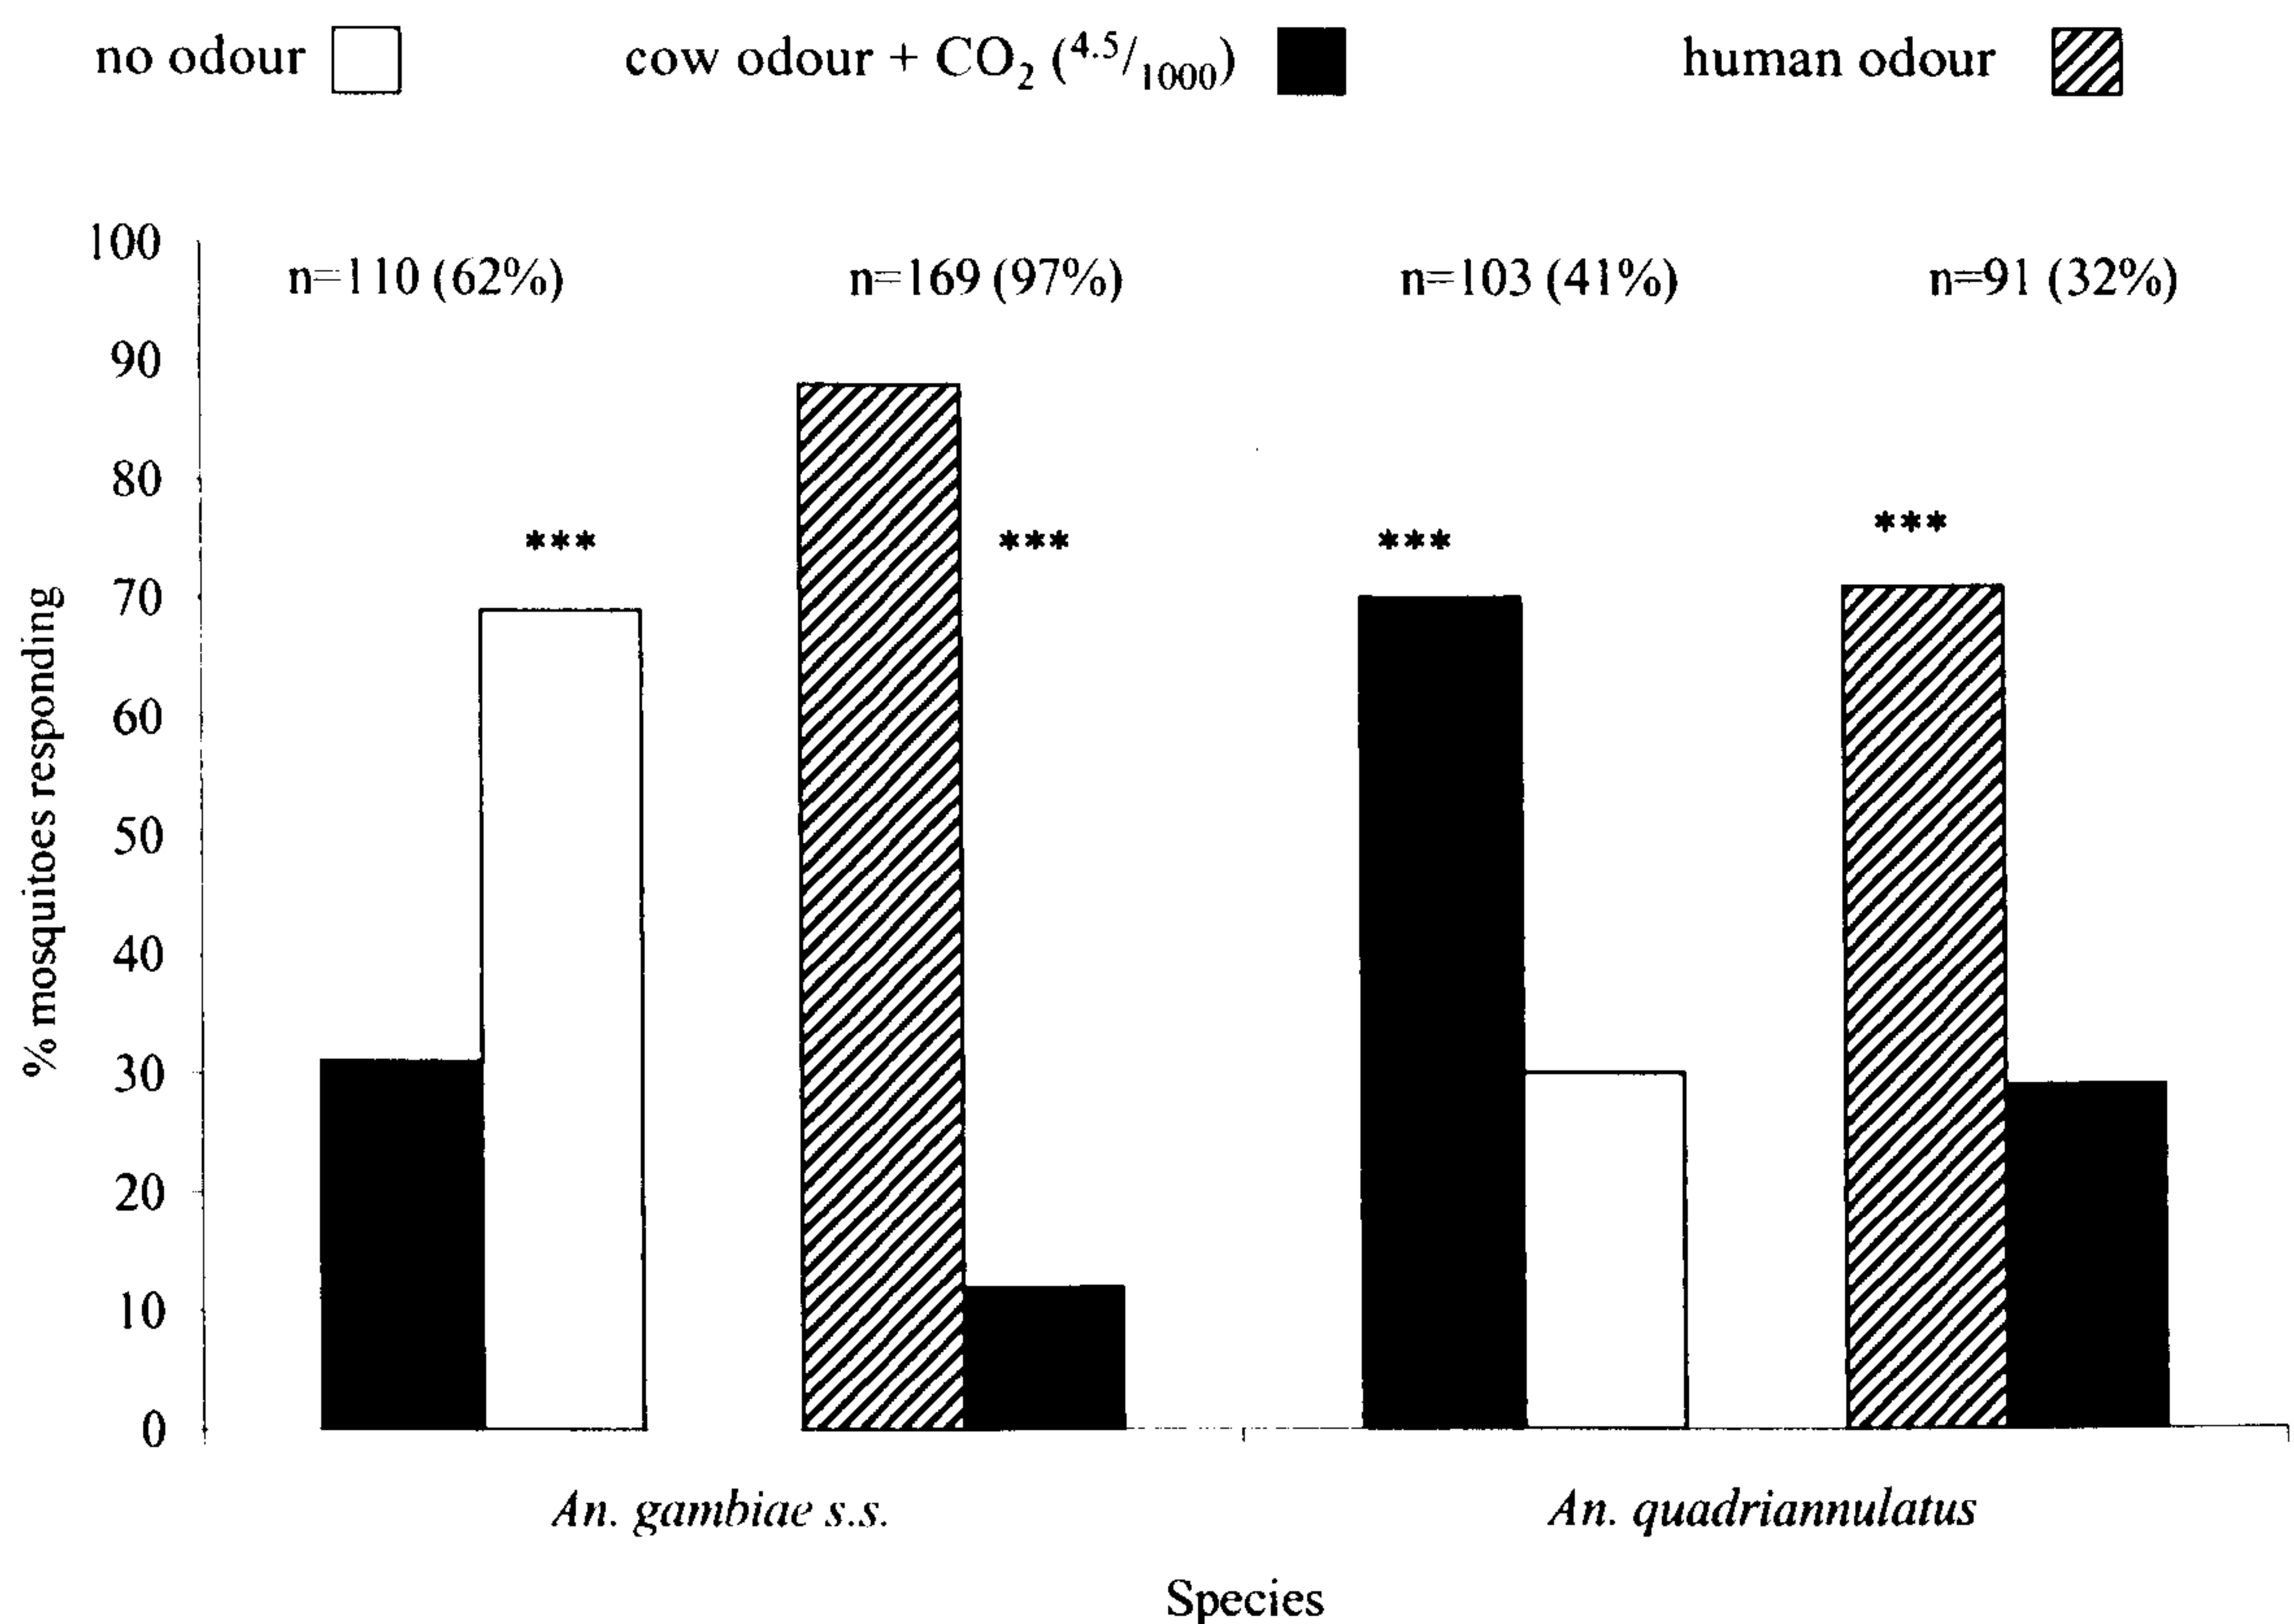 no odour cow odour + CO₂ (⁴·⁵/₁₀₀₀) human odour
100
n=110 (62%) n=169 (97%) n=103 (41%) n=91 (32%)
90
80
*** *** *** ***
70
60
50
40
30
20
10
0
% mosquitoes responding
An. gambiae s.s. An. quadriannulatus
Species